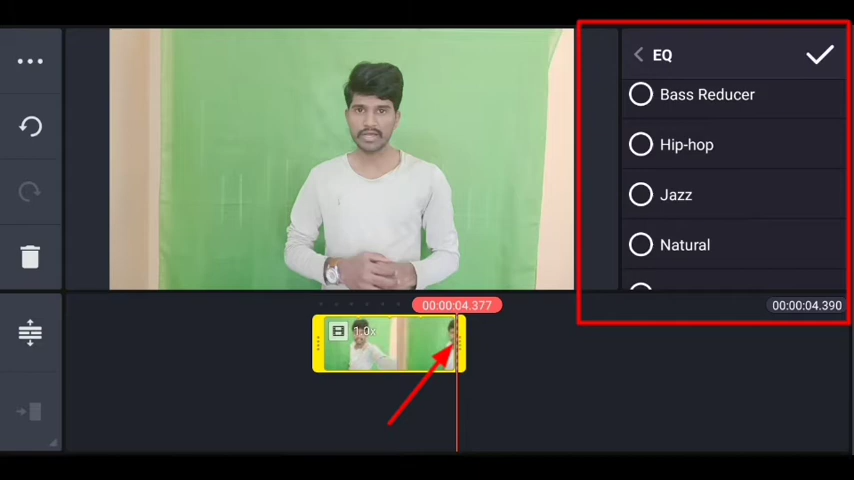 EQ
Bass Reducer
Hip-hop
Jazz
Natural
00:00:04.377
00:00:04.390
1.0x